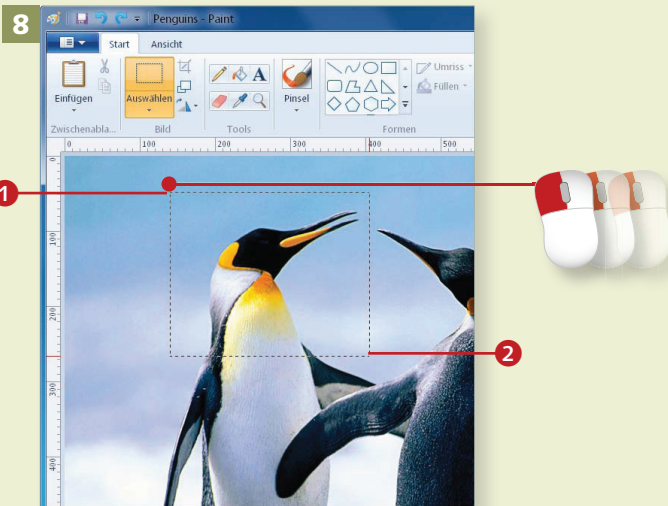 8
Penguins - Paint
Start Ansicht
Einfügen
Auswählen
Pinsel
A
Umriss
Füllen
Zwischenabla... Bild Tools Formen
0 100 200 300 400 500
0
100
200
300
400
1
2